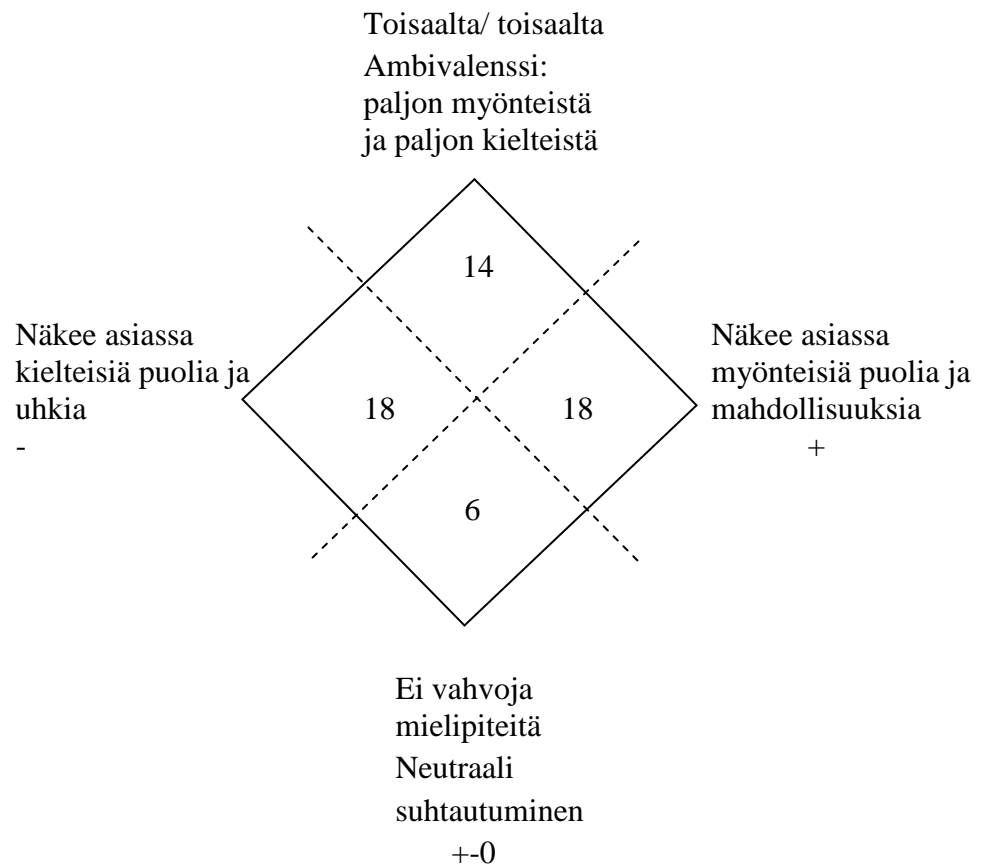 Toisaalta/ toisaalta
Ambivalenssi:
paljon myönteistä
ja paljon kielteistä
14
Näkee asiassa
kielteisiä puolia ja
uhkia
-
18
18
Näkee asiassa
myönteisiä puolia ja
mahdollisuuksia
+
6
Ei vahvoja
mielipiteitä
Neutraali
suhtautuminen
+-0